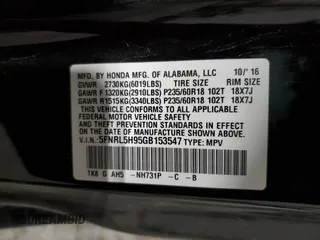 MFD. BY HONDA MFG. OF ALABAMA, LLC 10/'16
GVWR 2730KG(6019LBS) TIRE SIZE RIM SIZE
GAWR F 1320KG(2910LBS) P235/60R18 102T 18X7J
GAWR R 1515KG(3340LBS) P235/60R18 102T 18X7J
THIS VEHICLE CONFORMS TO ALL APPLICABLE FEDERAL MOTOR VEHICLE SAFETY AND THEFT PREVENTION STANDARDS IN EFFECT ON THE DATE OF MANUFACTURE SHOWN ABOVE.
V.I.N.: 5FNRL5H95GB153547 TYPE: MPV
1K6 G AH5 - NH731P - C - B
DREAMBID